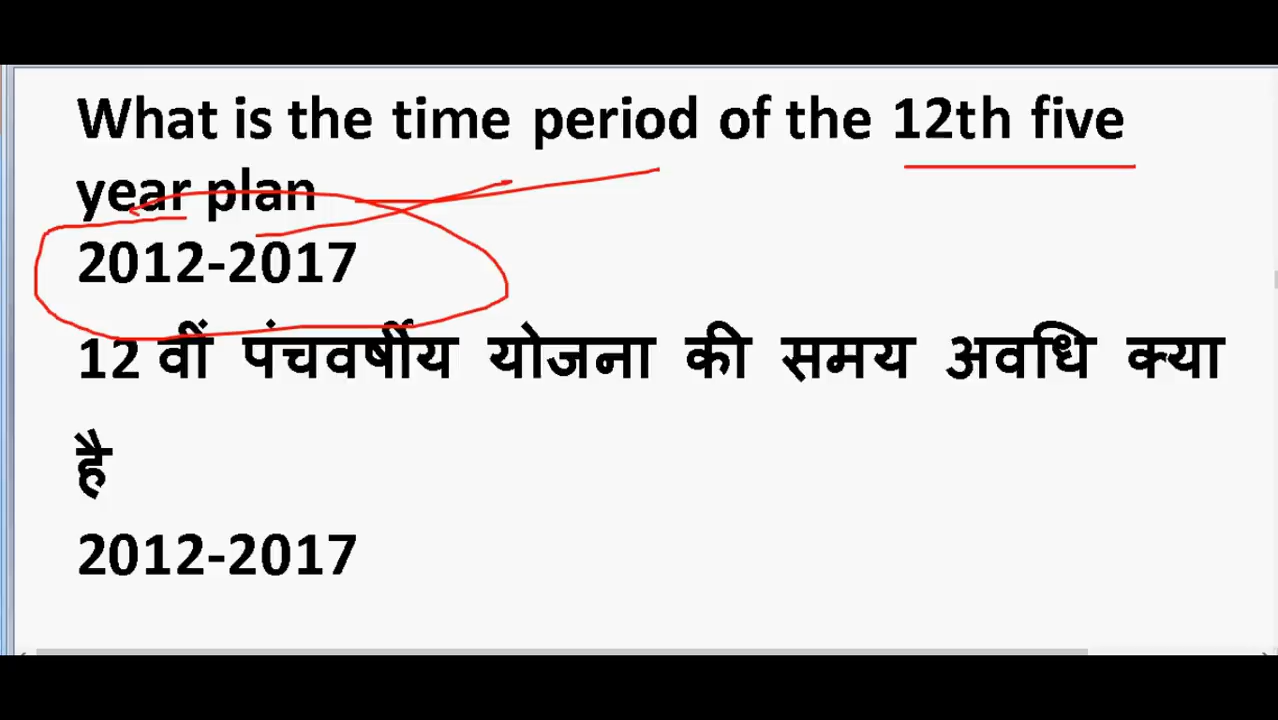 What is the time period of the 12th five
year plan
2012-2017
12 वीं पंचवर्षीय योजना की समय अवधि क्या
है
2012-2017